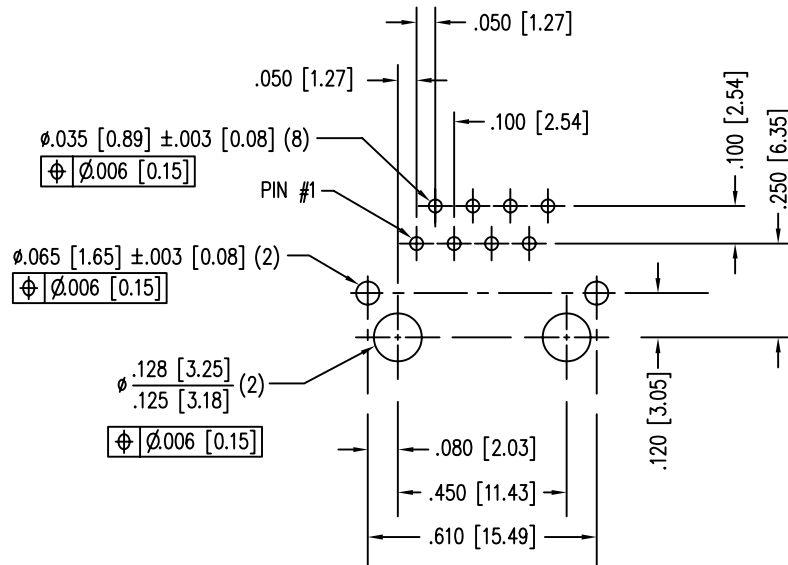 .050 [1.27]
.050 [1.27]
.100 [2.54]
.100 [2.54]
.250 [6.35]
ø.035 [0.89] ±.003 [0.08] (8)
⌖ Ø.006 [0.15]
PIN #1
ø.065 [1.65] ±.003 [0.08] (2)
⌖ Ø.006 [0.15]
ø .128 [3.25]
.125 [3.18] (2)
⌖ Ø.006 [0.15]
.120 [3.05]
.080 [2.03]
.450 [11.43]
.610 [15.49]